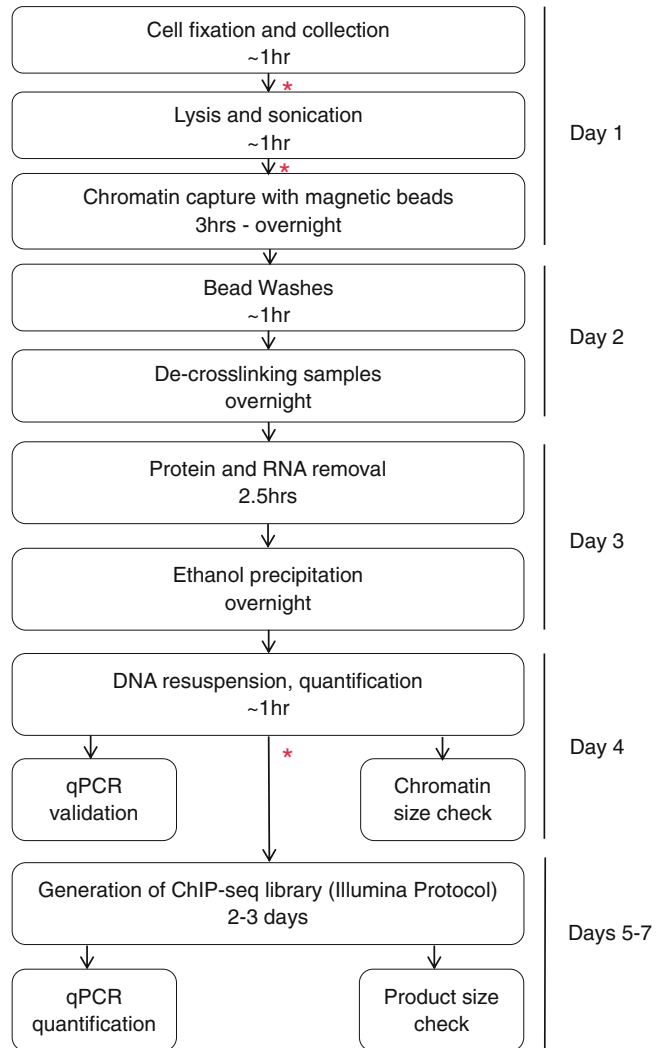 Cell fixation and collection
~1hr
*
Lysis and sonication
~1hr
Day 1
*
Chromatin capture with magnetic beads
3hrs - overnight
Bead Washes
~1hr
Day 2
De-crosslinking samples
overnight
Protein and RNA removal
2.5hrs
Day 3
Ethanol precipitation
overnight
DNA resuspension, quantification
~1hr
Day 4
*
qPCR
validation
Chromatin
size check
Generation of ChIP-seq library (Illumina Protocol)
2-3 days
Days 5-7
qPCR
quantification
Product size
check